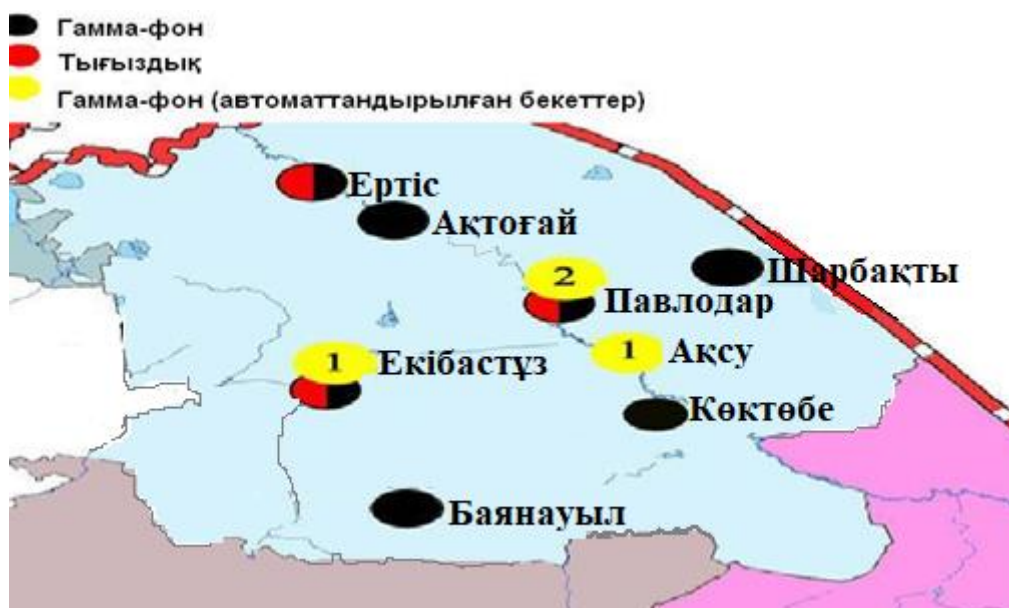 Гамма-фон
Тығыздық
Гамма-фон (автоматтандырылған бекеттер)
Ертіс
Ақтоғай
Шарбақты
2
Павлодар
1
Екібастұз
1
Ақсу
Көктөбе
Баянауыл